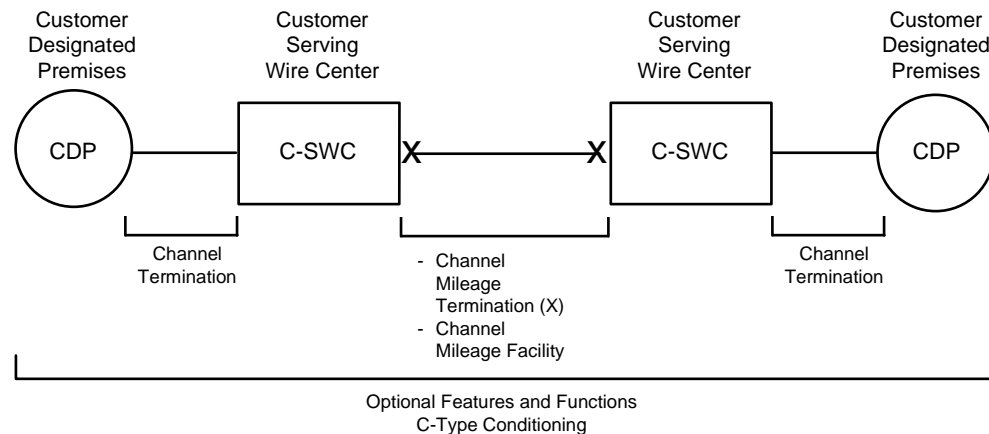 Customer
Designated
Premises
Customer
Serving
Wire Center
Customer
Serving
Wire Center
Customer
Designated
Premises
CDP
C-SWC
X
X
C-SWC
CDP
Channel
Termination
- Channel
Mileage
Termination (X)
- Channel
Mileage Facility
Channel
Termination
Optional Features and Functions
C-Type Conditioning